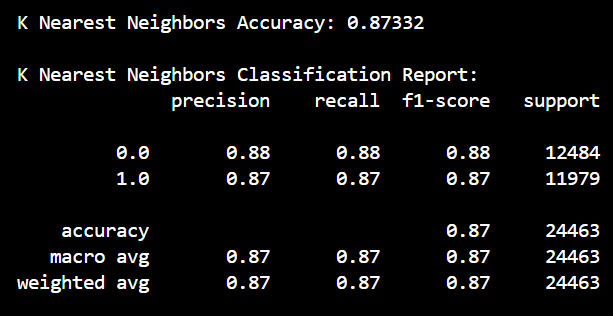 K Nearest Neighbors Accuracy: 0.87332
K Nearest Neighbors Classification Report:
precision recall f1-score support
0.0 0.88 0.88 0.88 12484
1.0 0.87 0.87 0.87 11979
accuracy 0.87 24463
macro avg 0.87 0.87 0.87 24463
weighted avg 0.87 0.87 0.87 24463